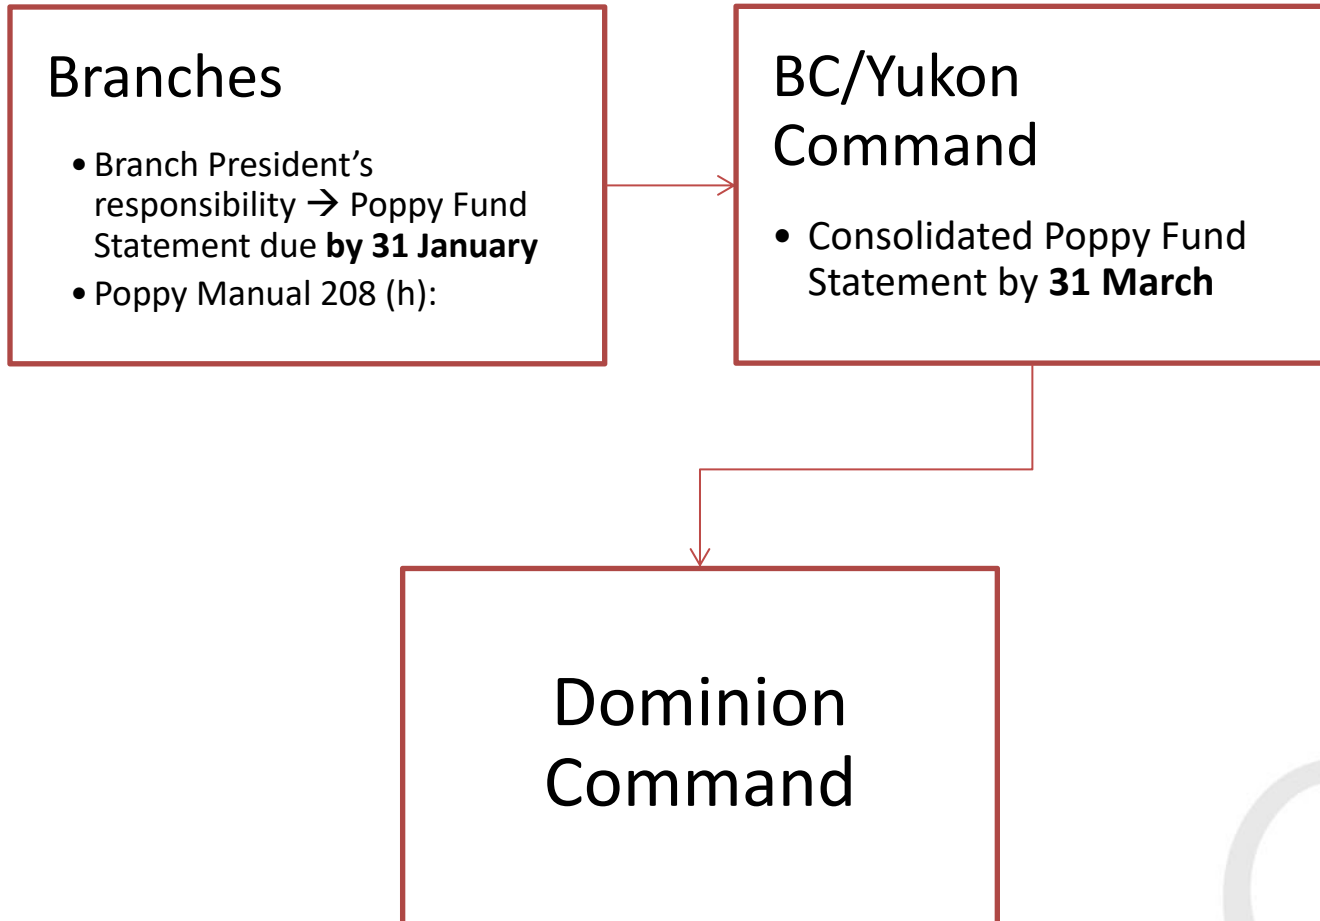 Branches
• Branch President’s
responsibility → Poppy Fund
Statement due by 31 January
• Poppy Manual 208 (h):
BC/Yukon
Command
• Consolidated Poppy Fund
Statement by 31 March
Dominion
Command